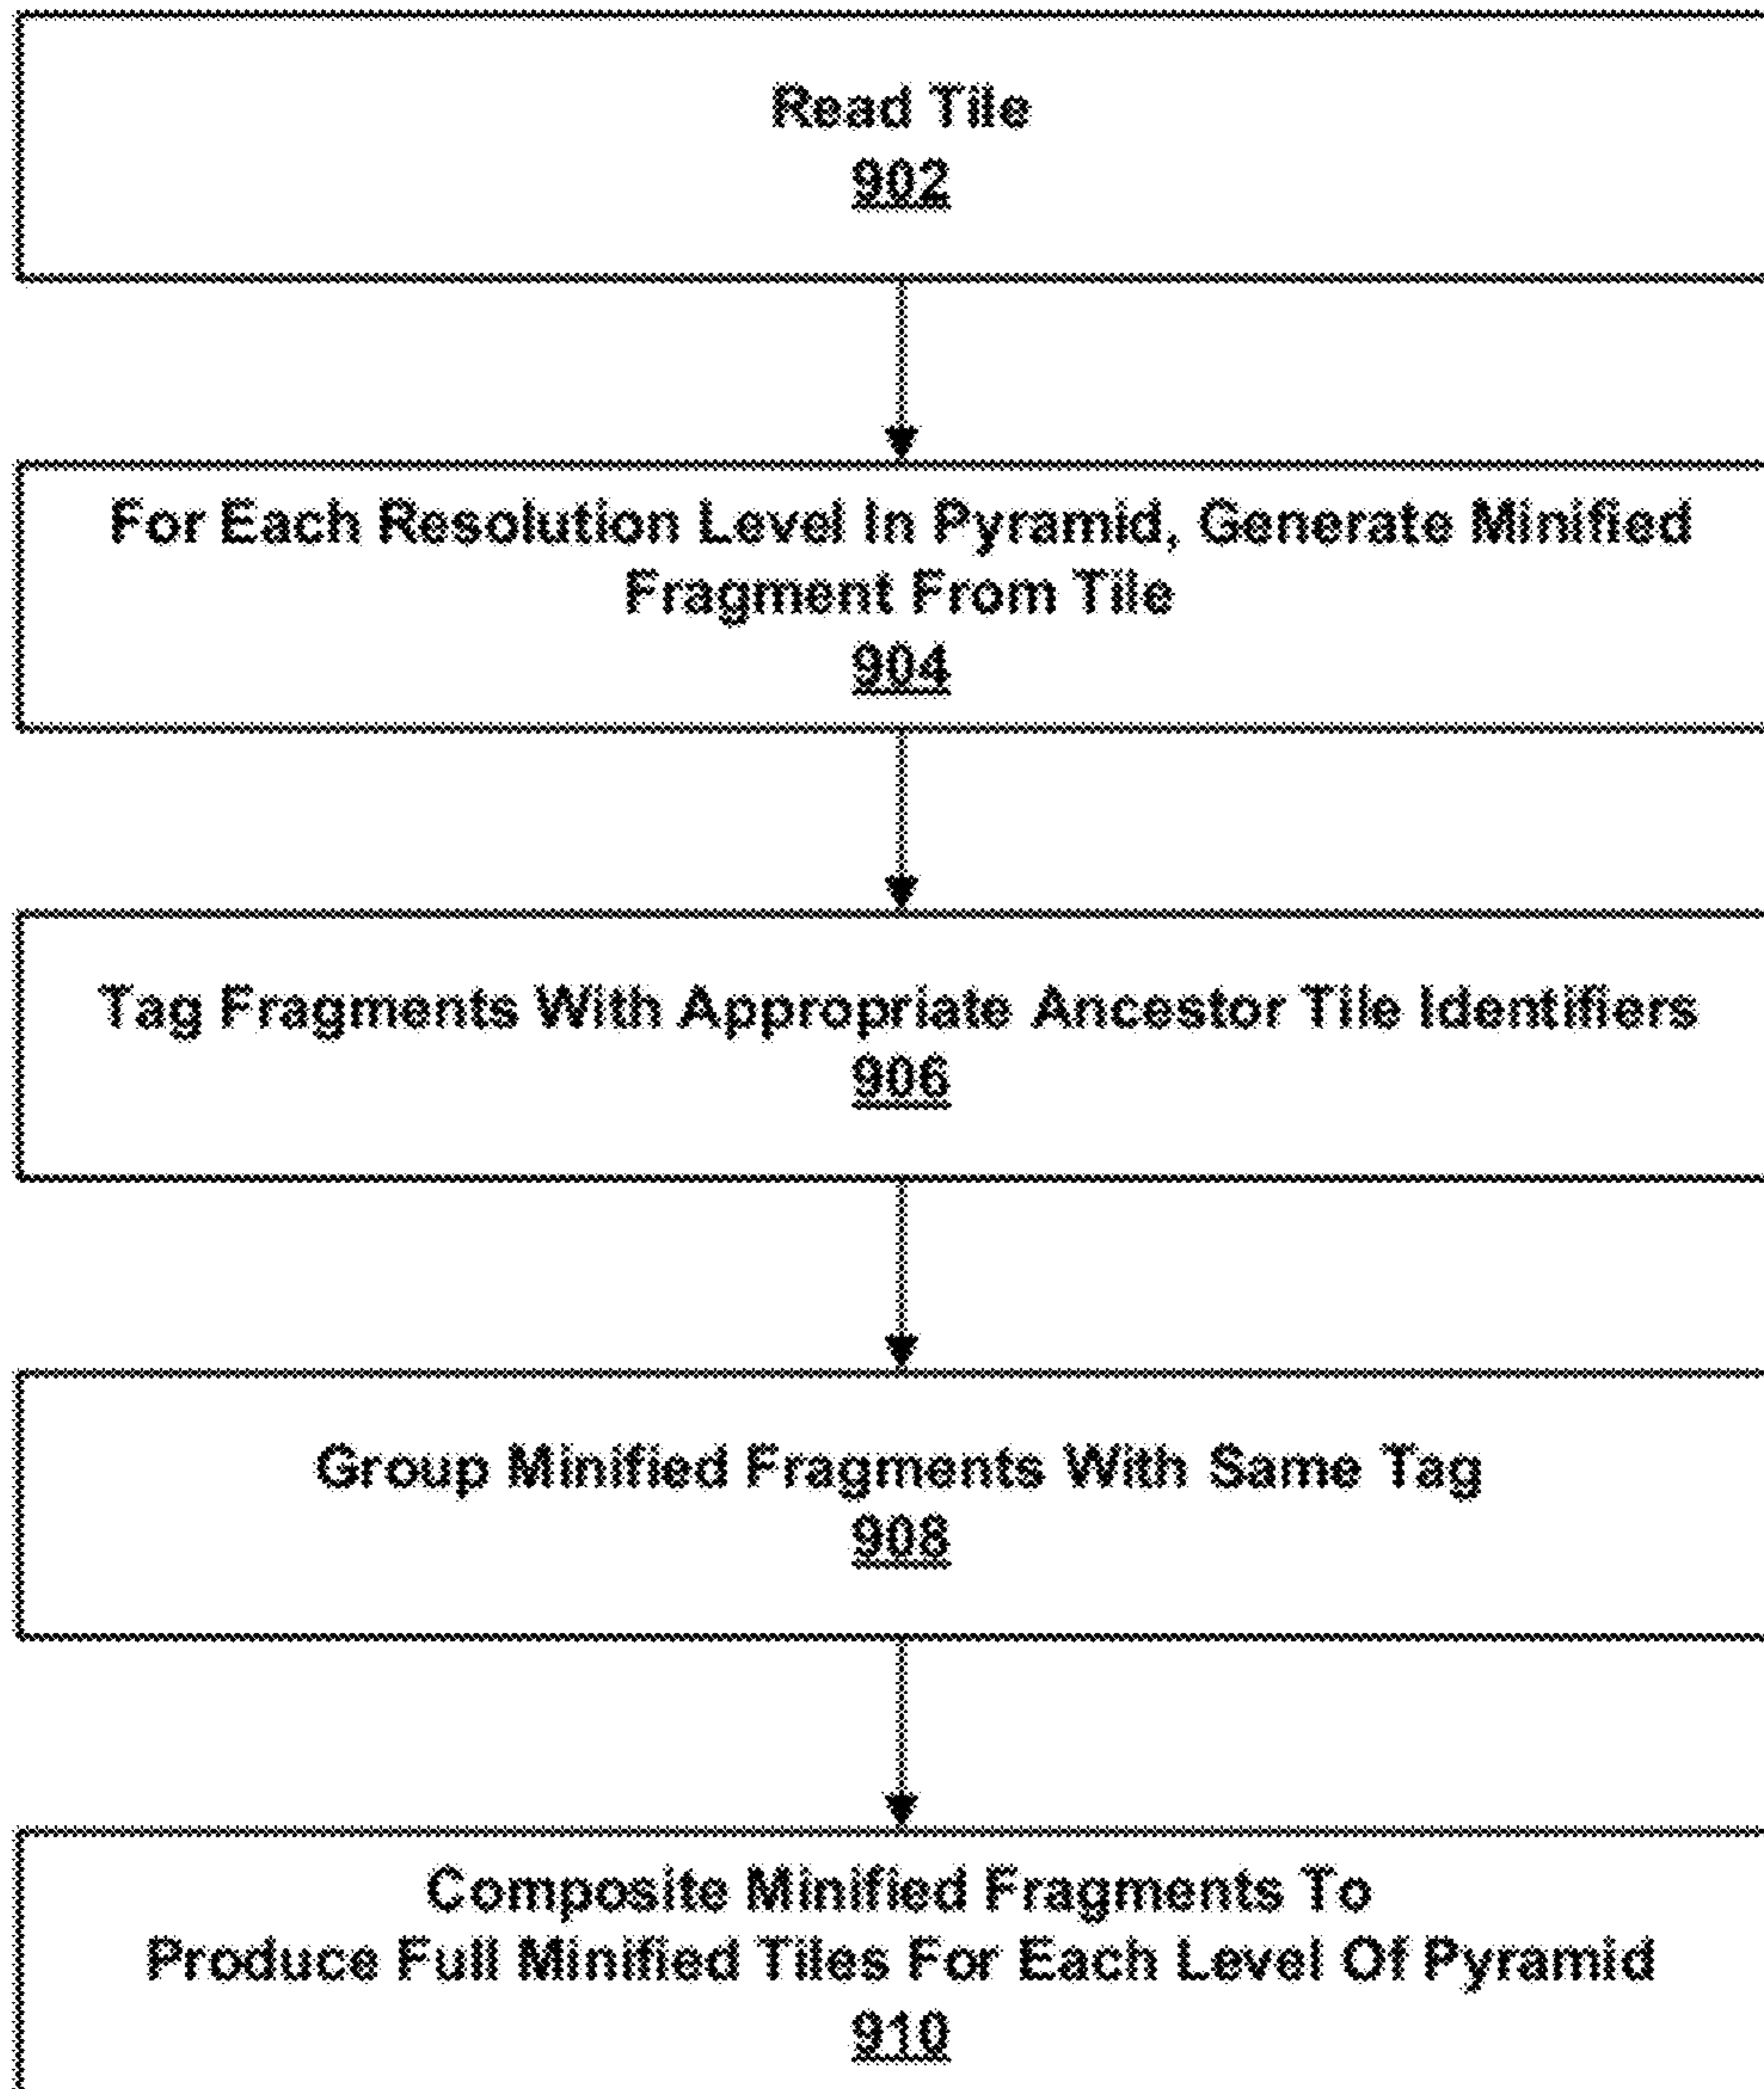 Read Tile
902
For Each Resolution Level In Pyramid, Generate Minified
Fragment From Tile
904
Tag Fragments With Appropriate Ancestor Tile Identifiers
906
Group Minified Fragments With Same Tag
908
Composite Minified Fragments To
Produce Full Minified Tiles For Each Level Of Pyramid
910